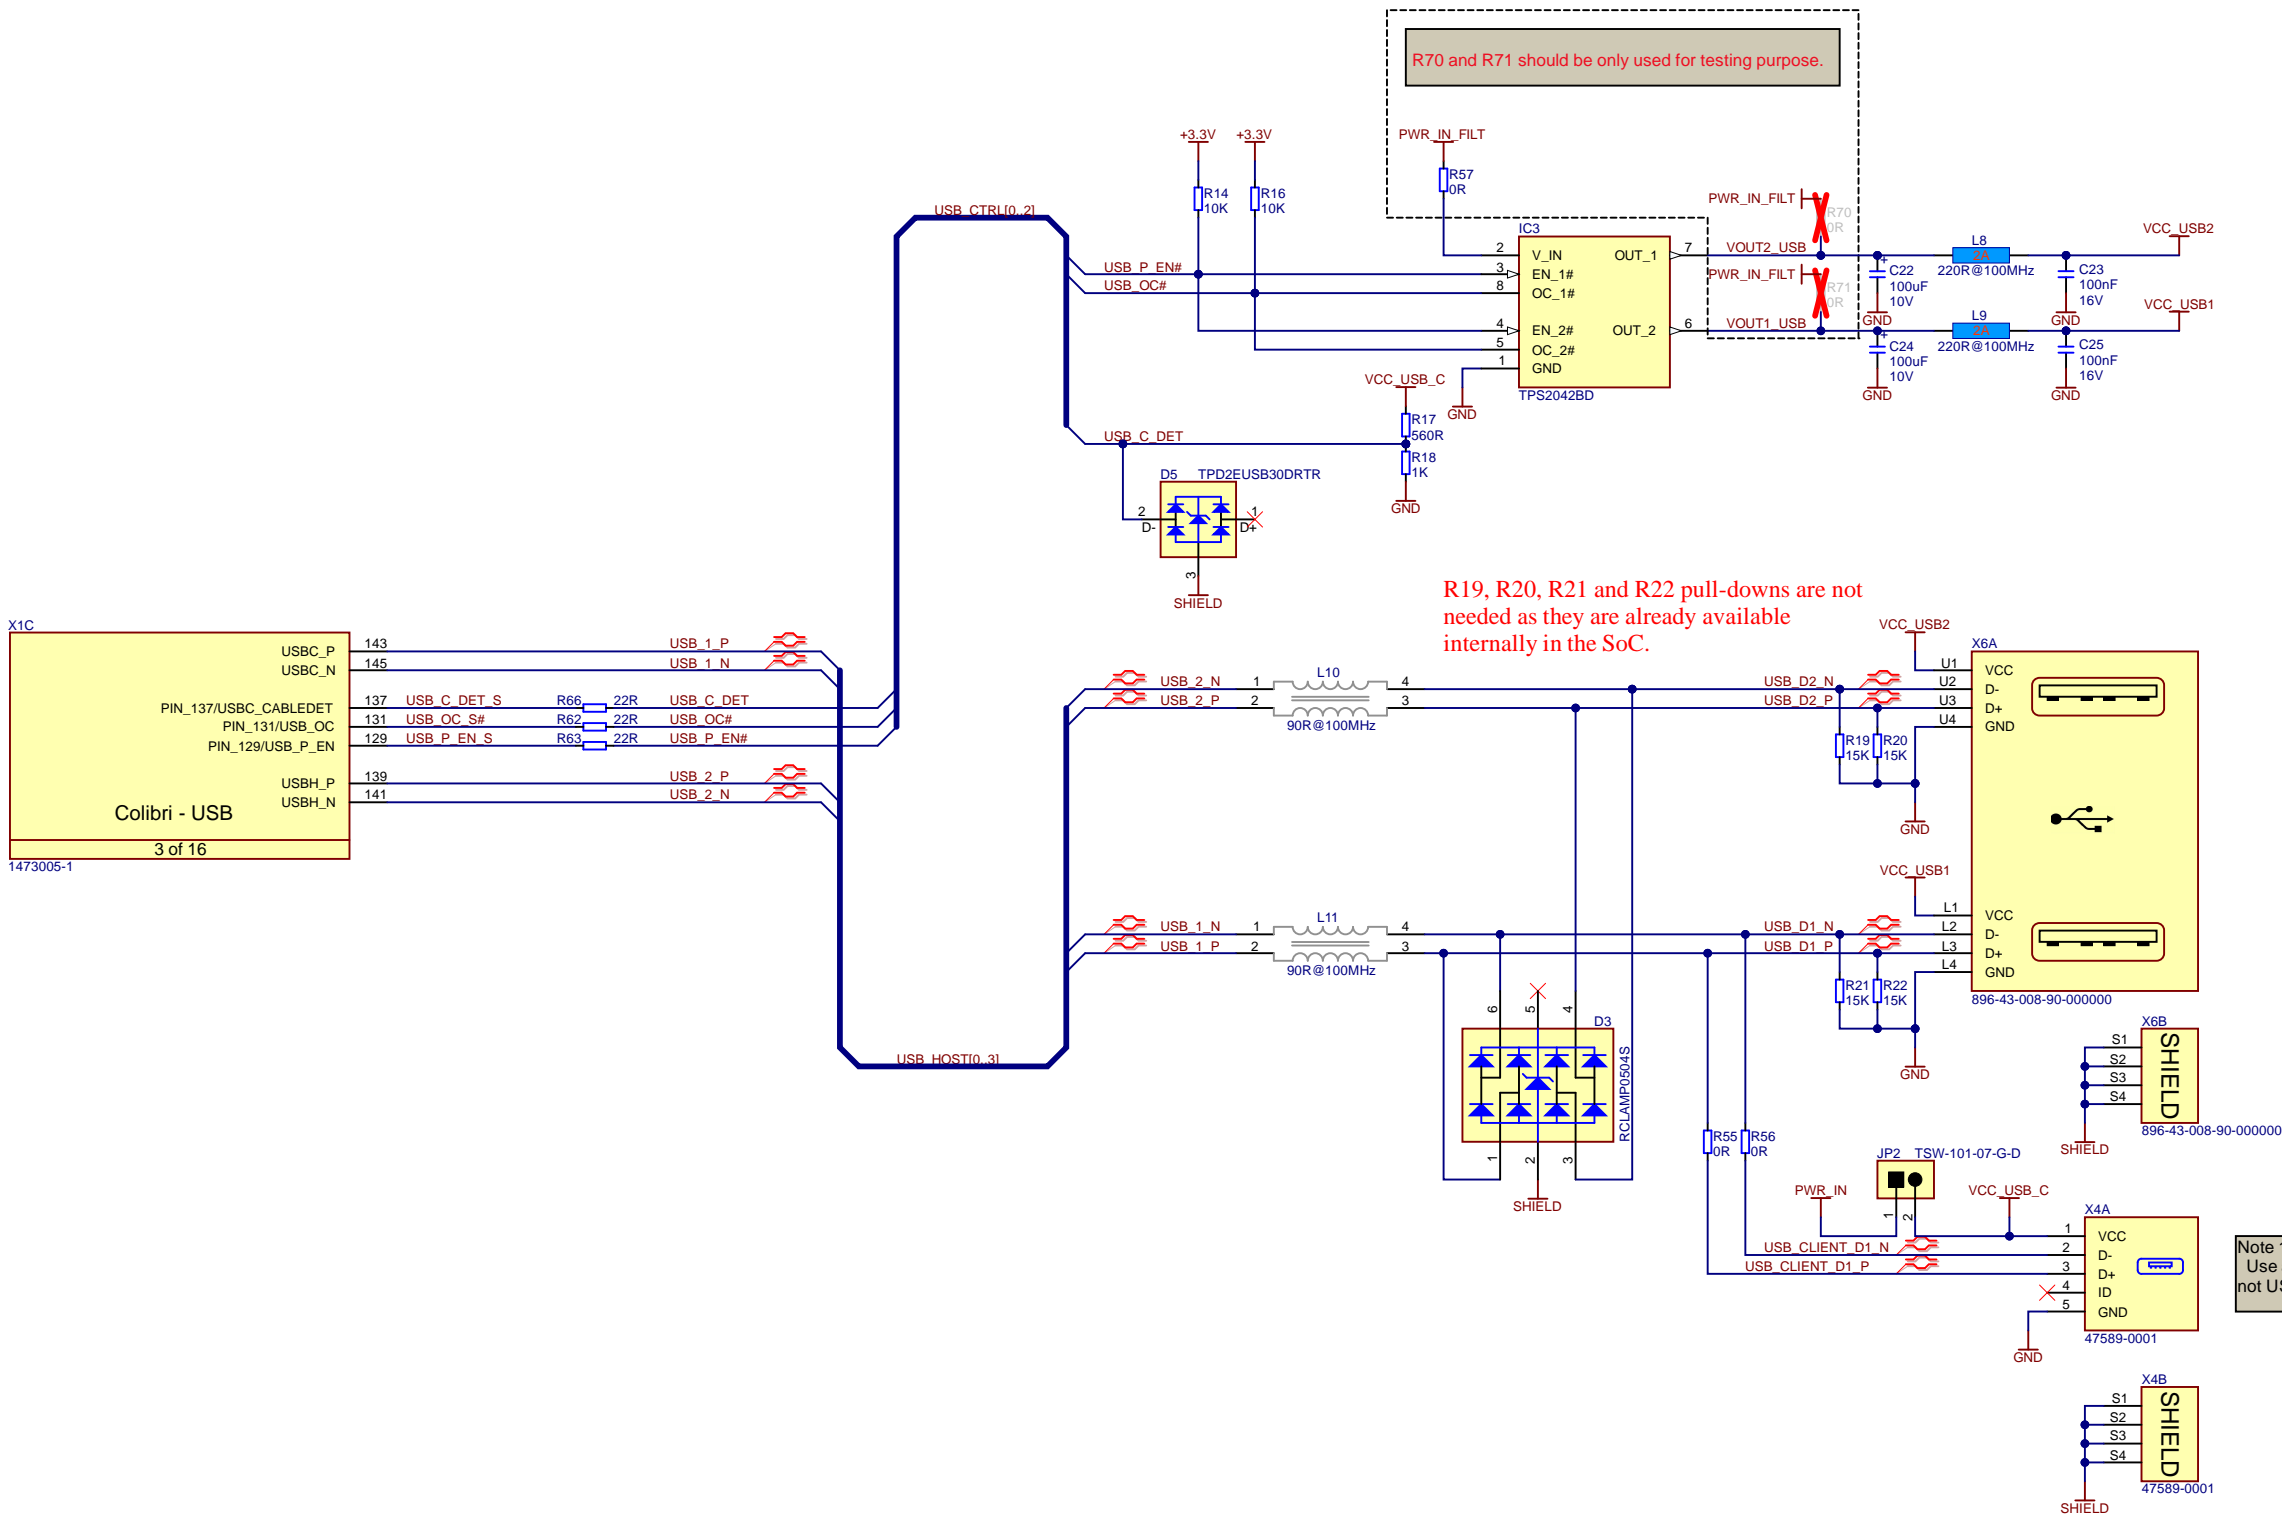 R70 and R71 should be only used for testing purpose.
+3.3V
+3.3V
PWR_IN_FILT
R14
10K
R16
10K
R57
0R
PWR_IN_FILT
R70
0R
USB_CTRL[0..2]
IC3
VCC_USB2
USB_P_EN#
USB_OC#
2
3
8
4
5
1
V_IN
EN_1#
OC_1#
EN_2#
OC_2#
GND
OUT_1
OUT_2
7
6
TPS2042BD
GND
VOUT2_USB
PWR_IN_FILT
R71
0R
VOUT1_USB
L8
2A
220R@100MHz
+
C22
100uF
10V
GND
C23
100nF
16V
GND
VCC_USB1
L9
2A
220R@100MHz
+
C24
100uF
10V
GND
C25
100nF
16V
GND
VCC_USB_C
R17
560R
R18
1K
GND
USB_C_DET
D5
TPD2EUSB30DRTR
2
D-
1
D+
3
SHIELD
R19, R20, R21 and R22 pull-downs are not
needed as they are already available
internally in the SoC.
X1C
USBC_P
USBC_N
PIN_137/USBC_CABLEDET
PIN_131/USB_OC
PIN_129/USB_P_EN
USBH_P
USBH_N
Colibri - USB
3 of 16
1473005-1
143
USB_1_P
145
USB_1_N
137
USB_C_DET_S
R66
22R
USB_C_DET
131
USB_OC_S#
R62
22R
USB_OC#
129
USB_P_EN_S
R63
22R
USB_P_EN#
139
USB_2_P
141
USB_2_N
USB_HOST[0..3]
USB_2_N
USB_2_P
1
2
L10
90R@100MHz
4
3
USB_D2_N
USB_D2_P
R19
15K
R20
15K
GND
VCC_USB2
X6A
U1
U2
U3
U4
VCC
D-
D+
GND
USB_1_N
USB_1_P
1
2
L11
90R@100MHz
4
3
USB_D1_N
USB_D1_P
R21
15K
R22
15K
GND
VCC_USB1
L1
L2
L3
L4
VCC
D-
D+
GND
896-43-008-90-000000
6
5
4
D3
RCLAMP0504S
1
2
3
SHIELD
R55
0R
R56
0R
X6B
S1
S2
S3
S4
SHIELD
896-43-008-90-000000
SHIELD
JP2
TSW-101-07-G-D
PWR_IN
1
2
VCC_USB_C
USB_CLIENT_D1_N
USB_CLIENT_D1_P
X4A
1
2
3
4
5
VCC
D-
D+
ID
GND
47589-0001
GND
Note
Use
not
X4B
S1
S2
S3
S4
SHIELD
47589-0001
SHIELD